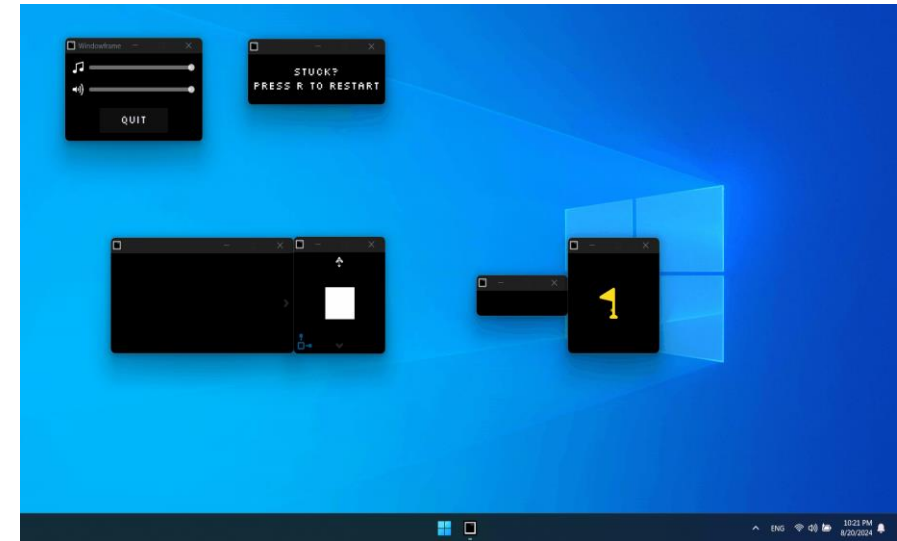 Windowframe
QUIT
STUCK?
PRESS R TO RESTART
ENG
10:21 PM
8/20/2024